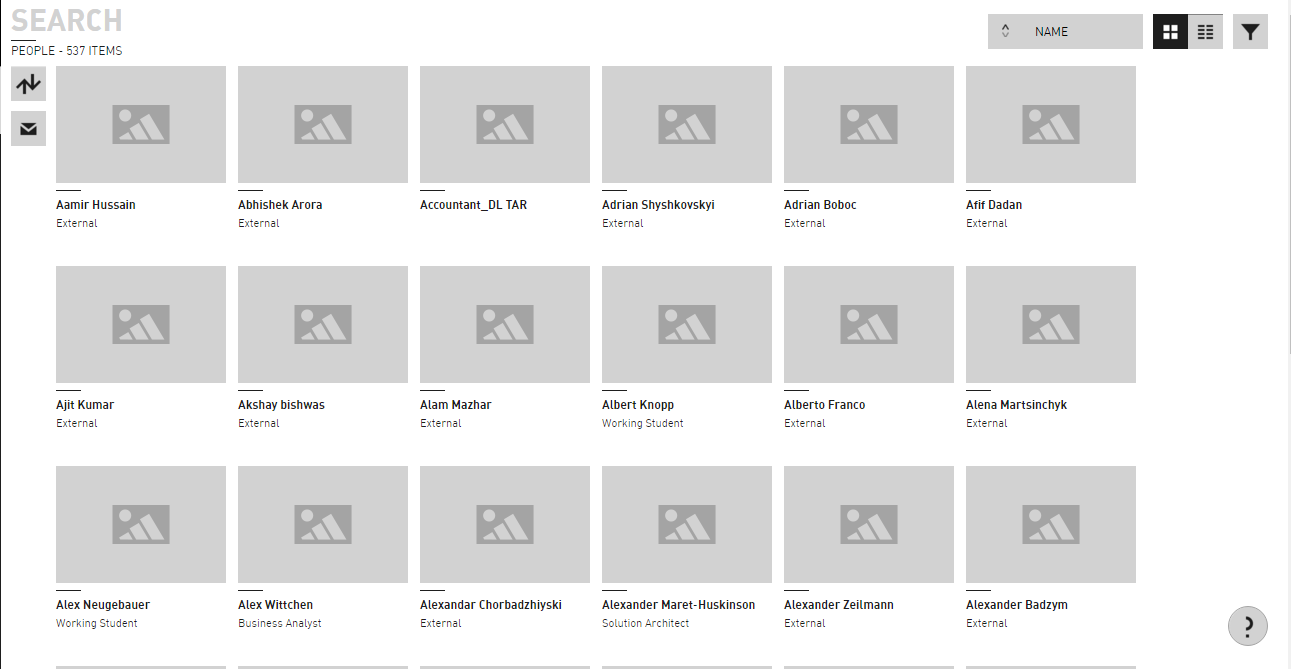 SEARCH
PEOPLE - 537 ITEMS
NAME
Aamir Hussain
External
Abhishek Arora
External
Accountant_DL TAR
Adrian Shyshkovskyi
External
Adrian Boboc
External
Afif Dadan
External
Ajit Kumar
External
Akshay bishwas
External
Alam Mazhar
External
Albert Knopp
Working Student
Alberto Franco
External
Alena Martsinchyk
External
Alex Neugebauer
Working Student
Alex Wittchen
Business Analyst
Alexandar Chorbadzhiyski
External
Alexander Maret-Huskinson
Solution Architect
Alexander Zeilmann
External
Alexander Badzym
External
?